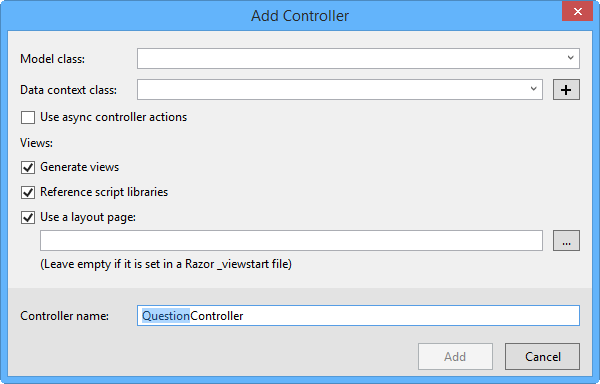 Add Controller
Model class:
Data context class:
+
Use async controller actions
Views:
Generate views
Reference script libraries
Use a layout page:
...
(Leave empty if it is set in a Razor _viewstart file)
Controller name: QuestionController
Add Cancel